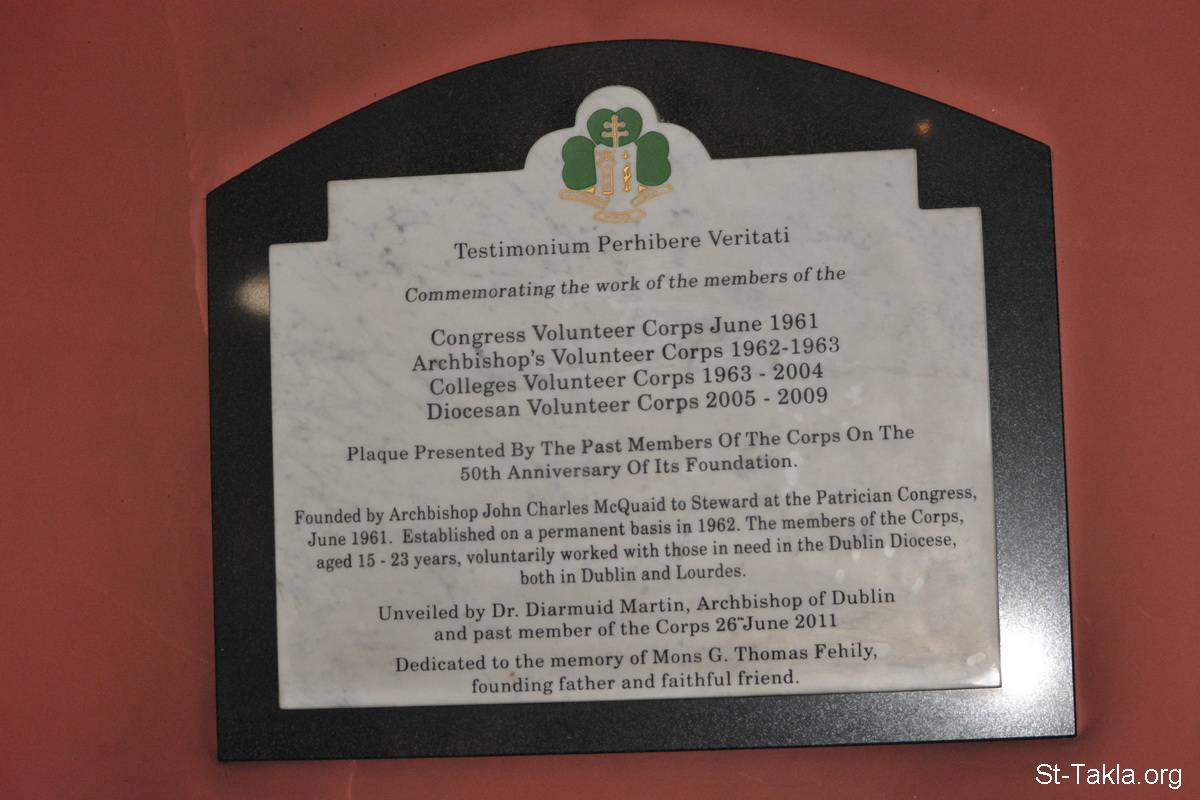 Testimonium Perhibere Veritati
Commemorating the work of the members of the
Congress Volunteer Corps June 1961
Archbishop's Volunteer Corps 1962-1963
Colleges Volunteer Corps 1963 - 2004
Diocesan Volunteer Corps 2005 - 2009
Plaque Presented By The Past Members Of The Corps On The
50th Anniversary Of Its Foundation.
Founded by Archbishop John Charles McQuaid to Steward at the Patrician Congress,
June 1961. Established on a permanent basis in 1962. The members of the Corps,
aged 15 - 23 years, voluntarily worked with those in need in the Dublin Diocese,
both in Dublin and Lourdes.
Unveiled by Dr. Diarmuid Martin, Archbishop of Dublin
and past member of the Corps 26th June 2011
Dedicated to the memory of Mons G. Thomas Fehily,
founding father and faithful friend.
St-Takla.org